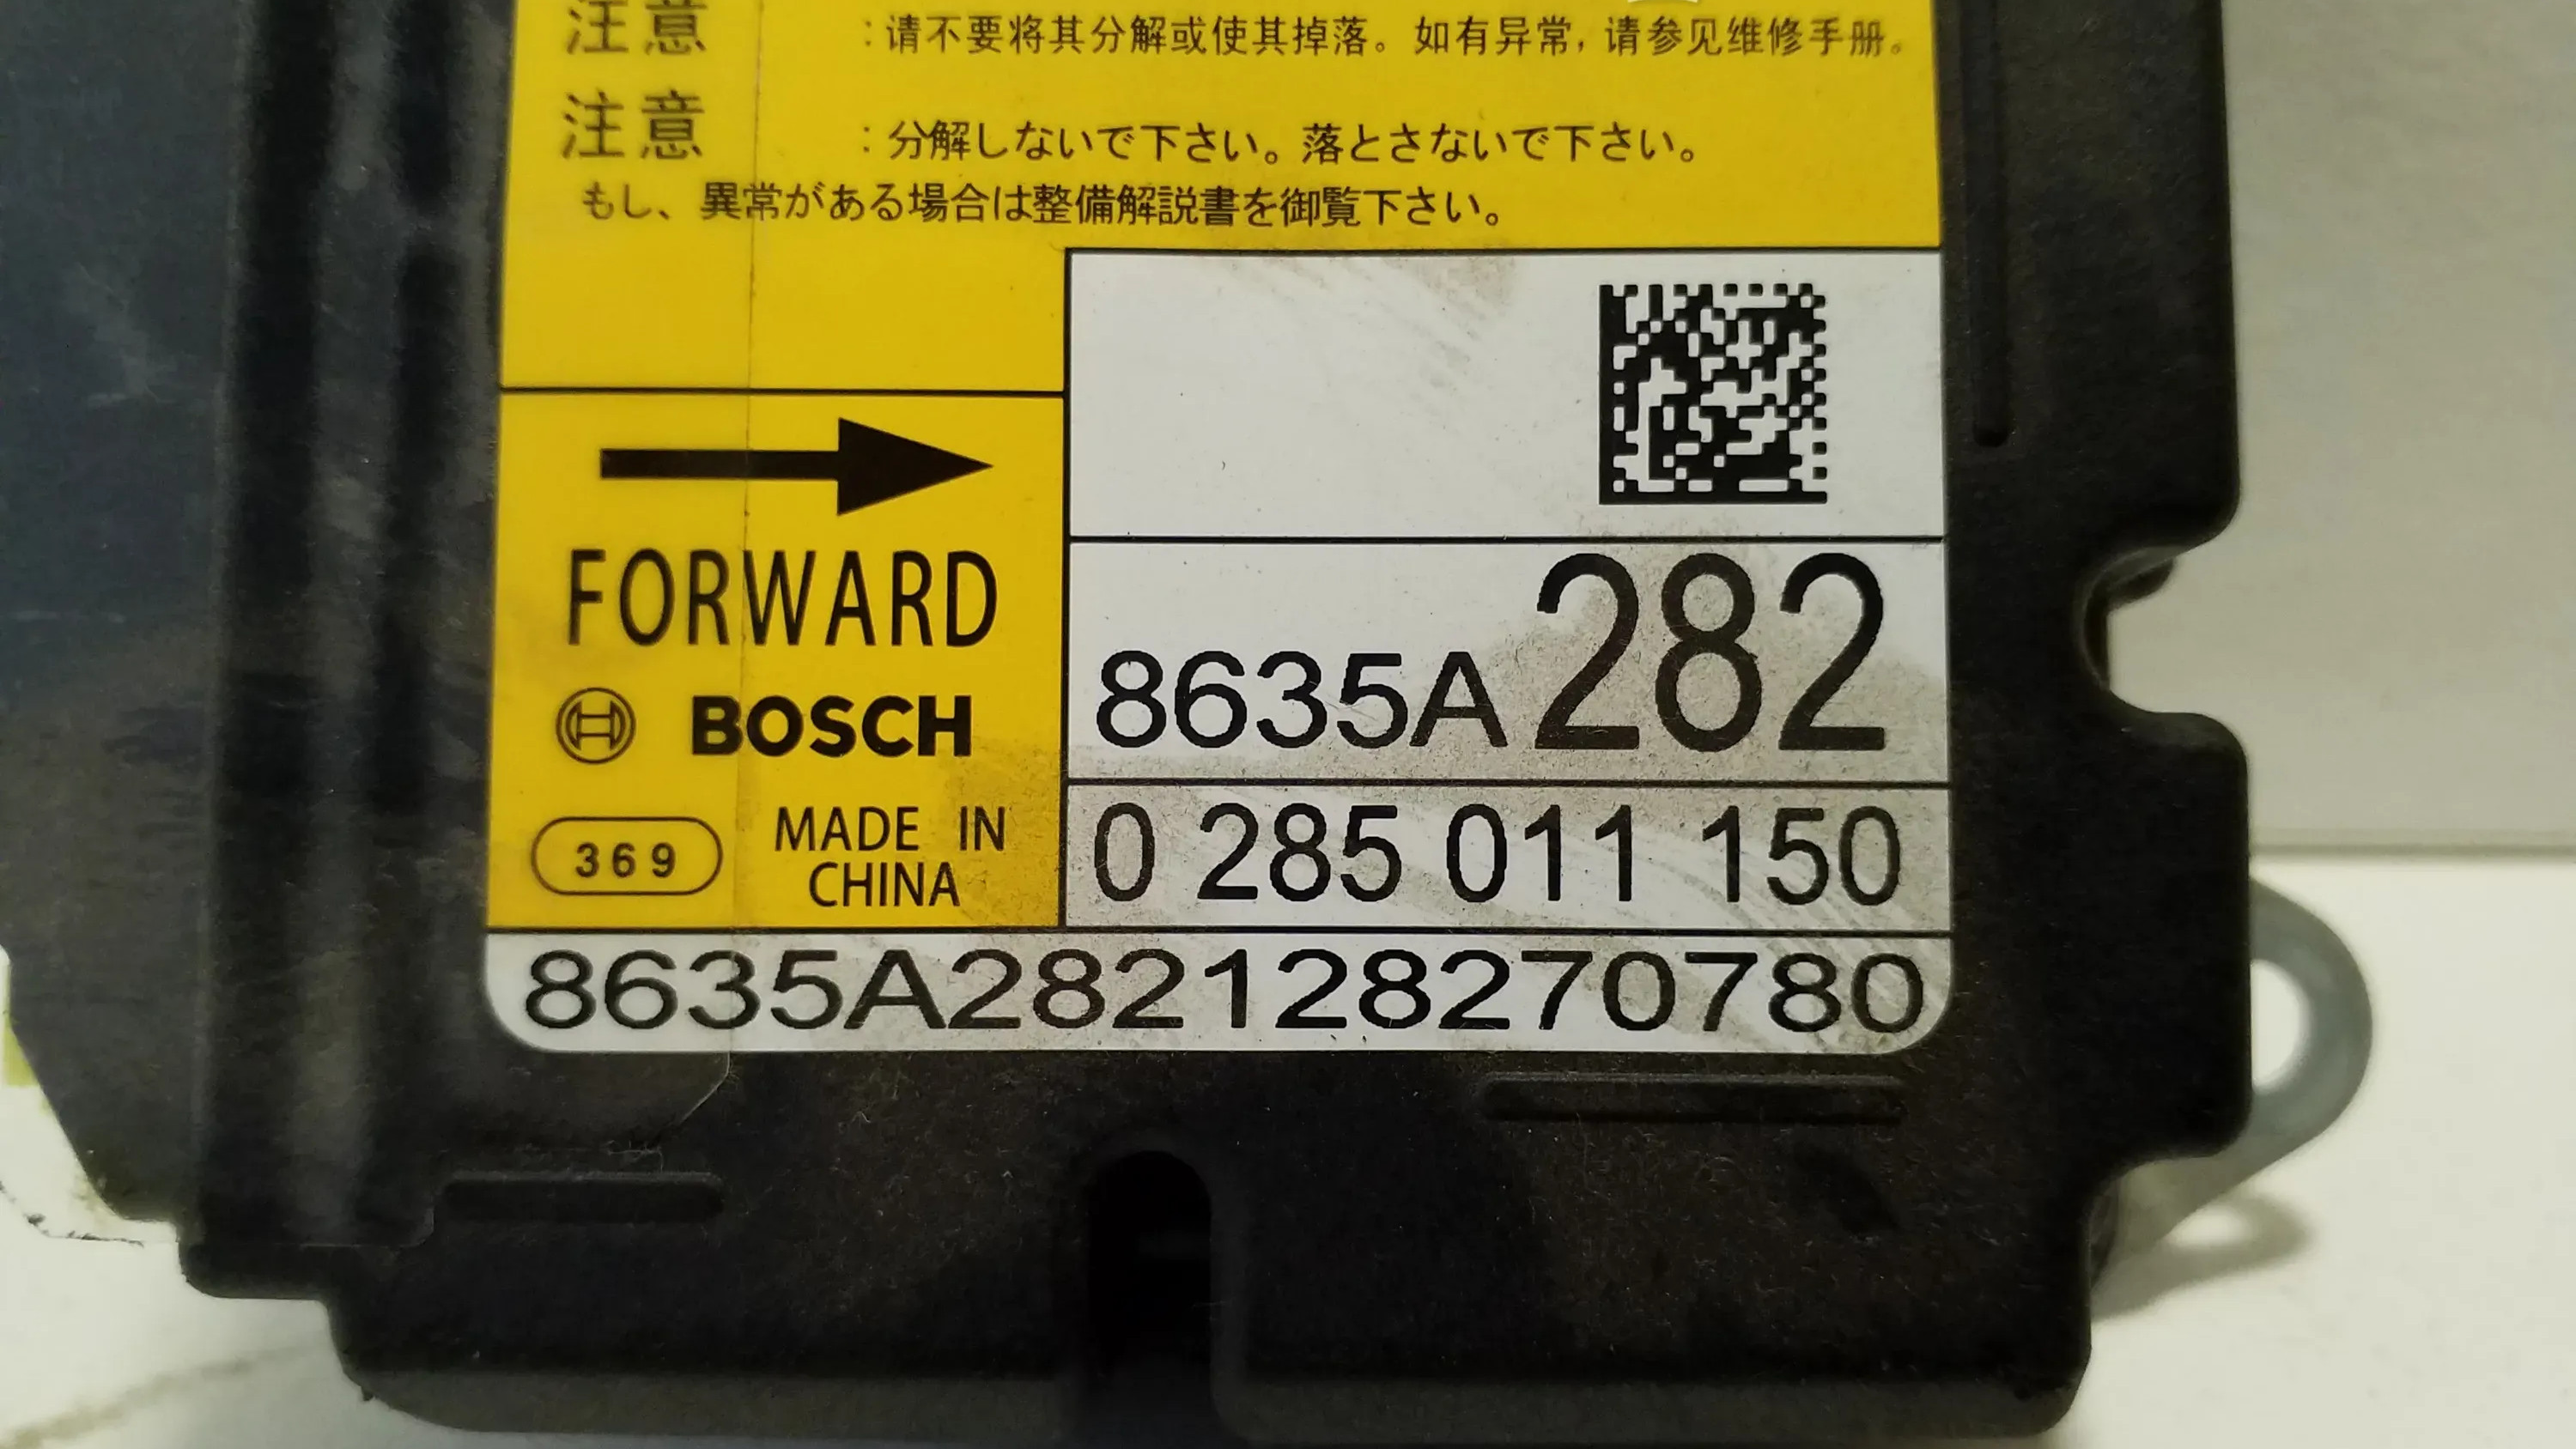 注意 :请不要将其分解或使其掉落。如有异常,请参见维修手册。
注意 :分解しないで下さい。落とさないで下さい。
もし、異常がある場合は整備解説書を御覧下さい。
FORWARD
BOSCH
369
MADE IN
CHINA
8635A282
0 285 011 150
8635A282128270780